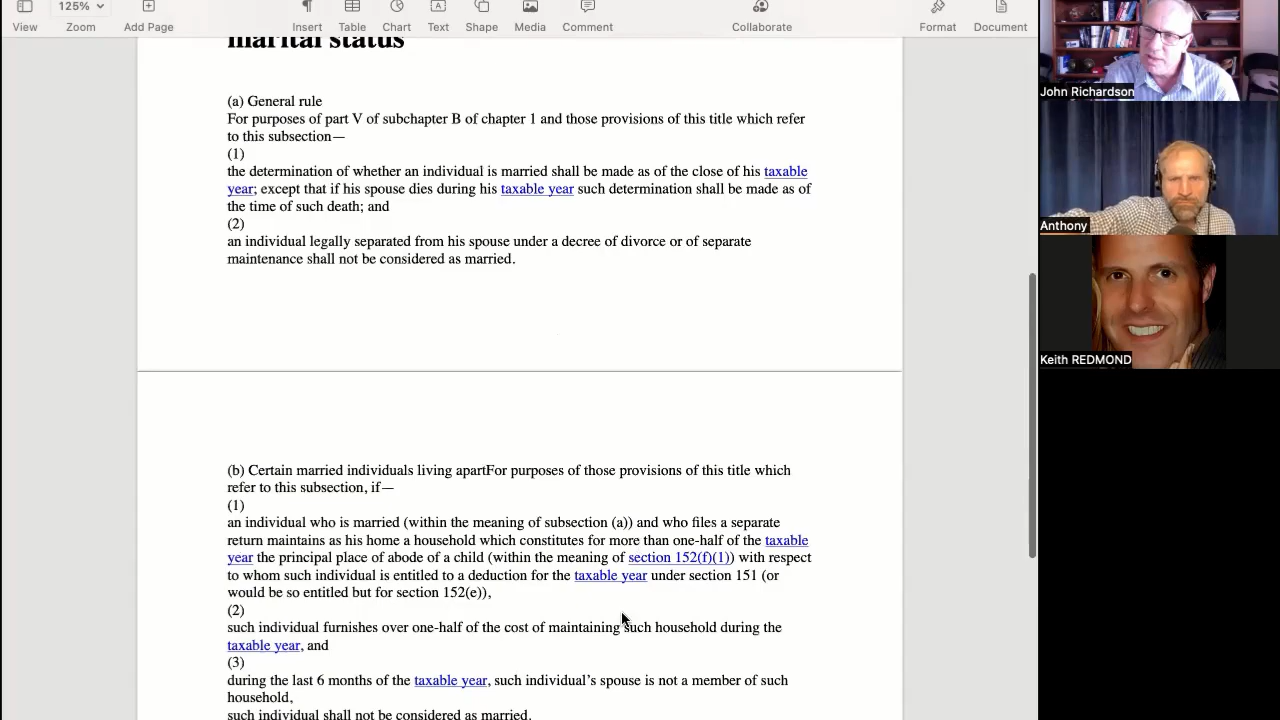 125%
View
Zoom
Add Page
Insert
Table
Chart
Text
Shape
Media
Comment
Collaborate
Format
Document
marital status
(a) General rule
For purposes of part V of subchapter B of chapter 1 and those provisions of this title which refer
to this subsection—
(1)
the determination of whether an individual is married shall be made as of the close of his taxable
year; except that if his spouse dies during his taxable year such determination shall be made as of
the time of such death; and
(2)
an individual legally separated from his spouse under a decree of divorce or of separate
maintenance shall not be considered as married.
(b) Certain married individuals living apartFor purposes of those provisions of this title which
refer to this subsection, if—
(1)
an individual who is married (within the meaning of subsection (a)) and who files a separate
return maintains as his home a household which constitutes for more than one-half of the taxable
year the principal place of abode of a child (within the meaning of section 152(f)(1)) with respect
to whom such individual is entitled to a deduction for the taxable year under section 151 (or
would be so entitled but for section 152(e)),
(2)
such individual furnishes over one-half of the cost of maintaining such household during the
taxable year, and
(3)
during the last 6 months of the taxable year, such individual’s spouse is not a member of such
household,
such individual shall not be considered as married.
John Richardson
Anthony
Keith REDMOND